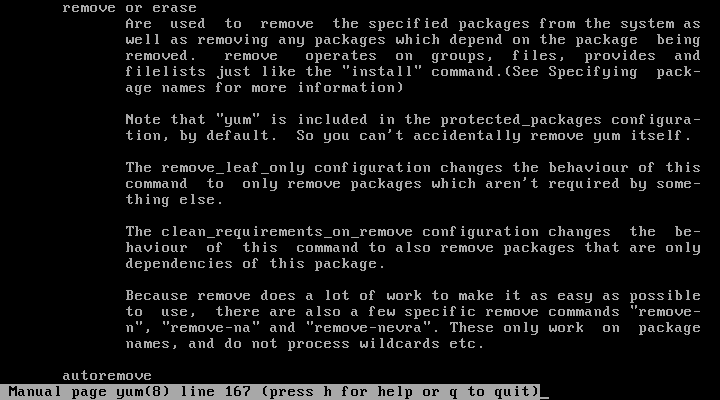 remove or erase
Are used to remove the specified packages from the system as
well as removing any packages which depend on the package being
removed. remove operates on groups, files, provides and
filelists just like the "install" command.(See Specifying pack-
age names for more information)
Note that "yum" is included in the protected_packages configura-
tion, by default. So you can't accidentally remove yum itself.
The remove_leaf_only configuration changes the behaviour of this
command to only remove packages which aren't required by some-
thing else.
The clean_requirements_on_remove configuration changes the be-
haviour of this command to also remove packages that are only
dependencies of this package.
Because remove does a lot of work to make it as easy as possible
to use, there are also a few specific remove commands "remove-
n", "remove-na" and "remove-nevra". These only work on package
names, and do not process wildcards etc.
autoremove
Manual page yum(8) line 167 (press h for help or q to quit)